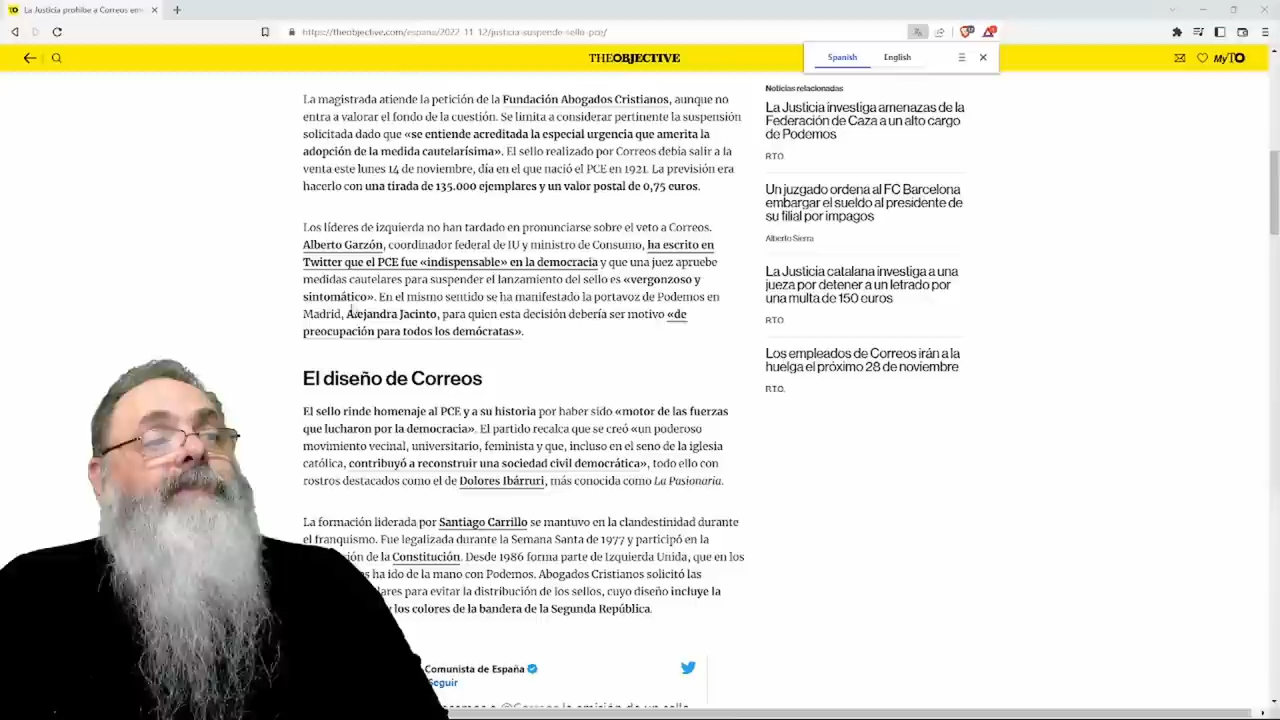 La Justicia prohíbe a Correos em
https://theobjective.com/espana/2022-11-12/justicia-suspende-sello-pce/
THEOBJECTIVE
Spanish English
MyTO
La magistrada atiende la petición de la Fundación Abogados Cristianos, aunque no
entra a valorar el fondo de la cuestión. Se limita a considerar pertinente la suspensión
solicitada dado que «se entiende acreditada la especial urgencia que amerita la
adopción de la medida cautelarísima». El sello realizado por Correos debía salir a la
venta este lunes 14 de noviembre, día en el que nació el PCE en 1921. La previsión era
hacerlo con una tirada de 135.000 ejemplares y un valor postal de 0,75 euros.
Los líderes de izquierda no han tardado en pronunciarse sobre el veto a Correos.
Alberto Garzón, coordinador federal de IU y ministro de Consumo, ha escrito en
Twitter que el PCE fue «indispensable» en la democracia y que una juez apruebe
medidas cautelares para suspender el lanzamiento del sello es «vergonzoso y
sintomático». En el mismo sentido se ha manifestado la portavoz de Podemos en
Madrid, Alejandra Jacinto, para quien esta decisión debería ser motivo «de
preocupación para todos los demócratas».
El diseño de Correos
El sello rinde homenaje al PCE y a su historia por haber sido «motor de las fuerzas
que lucharon por la democracia». El partido recalca que se creó «un poderoso
movimiento vecinal, universitario, feminista y que, incluso en el seno de la iglesia
católica, contribuyó a reconstruir una sociedad civil democrática», todo ello con
rostros destacados como el de Dolores Ibárruri, más conocida como La Pasionaria.
La formación liderada por Santiago Carrillo se mantuvo en la clandestinidad durante
el franquismo. Fue legalizada durante la Semana Santa de 1977 y participó en la
ción de la Constitución. Desde 1986 forma parte de Izquierda Unida, que en los
s ha ido de la mano con Podemos. Abogados Cristianos solicitó las
lares para evitar la distribución de los sellos, cuyo diseño incluye la
y los colores de la bandera de la Segunda República.
Comunista de España
Seguir
Noticias relacionadas
La Justicia investiga amenazas de la
Federación de Caza a un alto cargo
de Podemos
R.T.O.
Un juzgado ordena al FC Barcelona
embargar el sueldo al presidente de
su filial por impagos
Alberto Sierra
La Justicia catalana investiga a una
jueza por detener a un letrado por
una multa de 150 euros
R.T.O.
Los empleados de Correos irán a la
huelga el próximo 28 de noviembre
R.T.O.